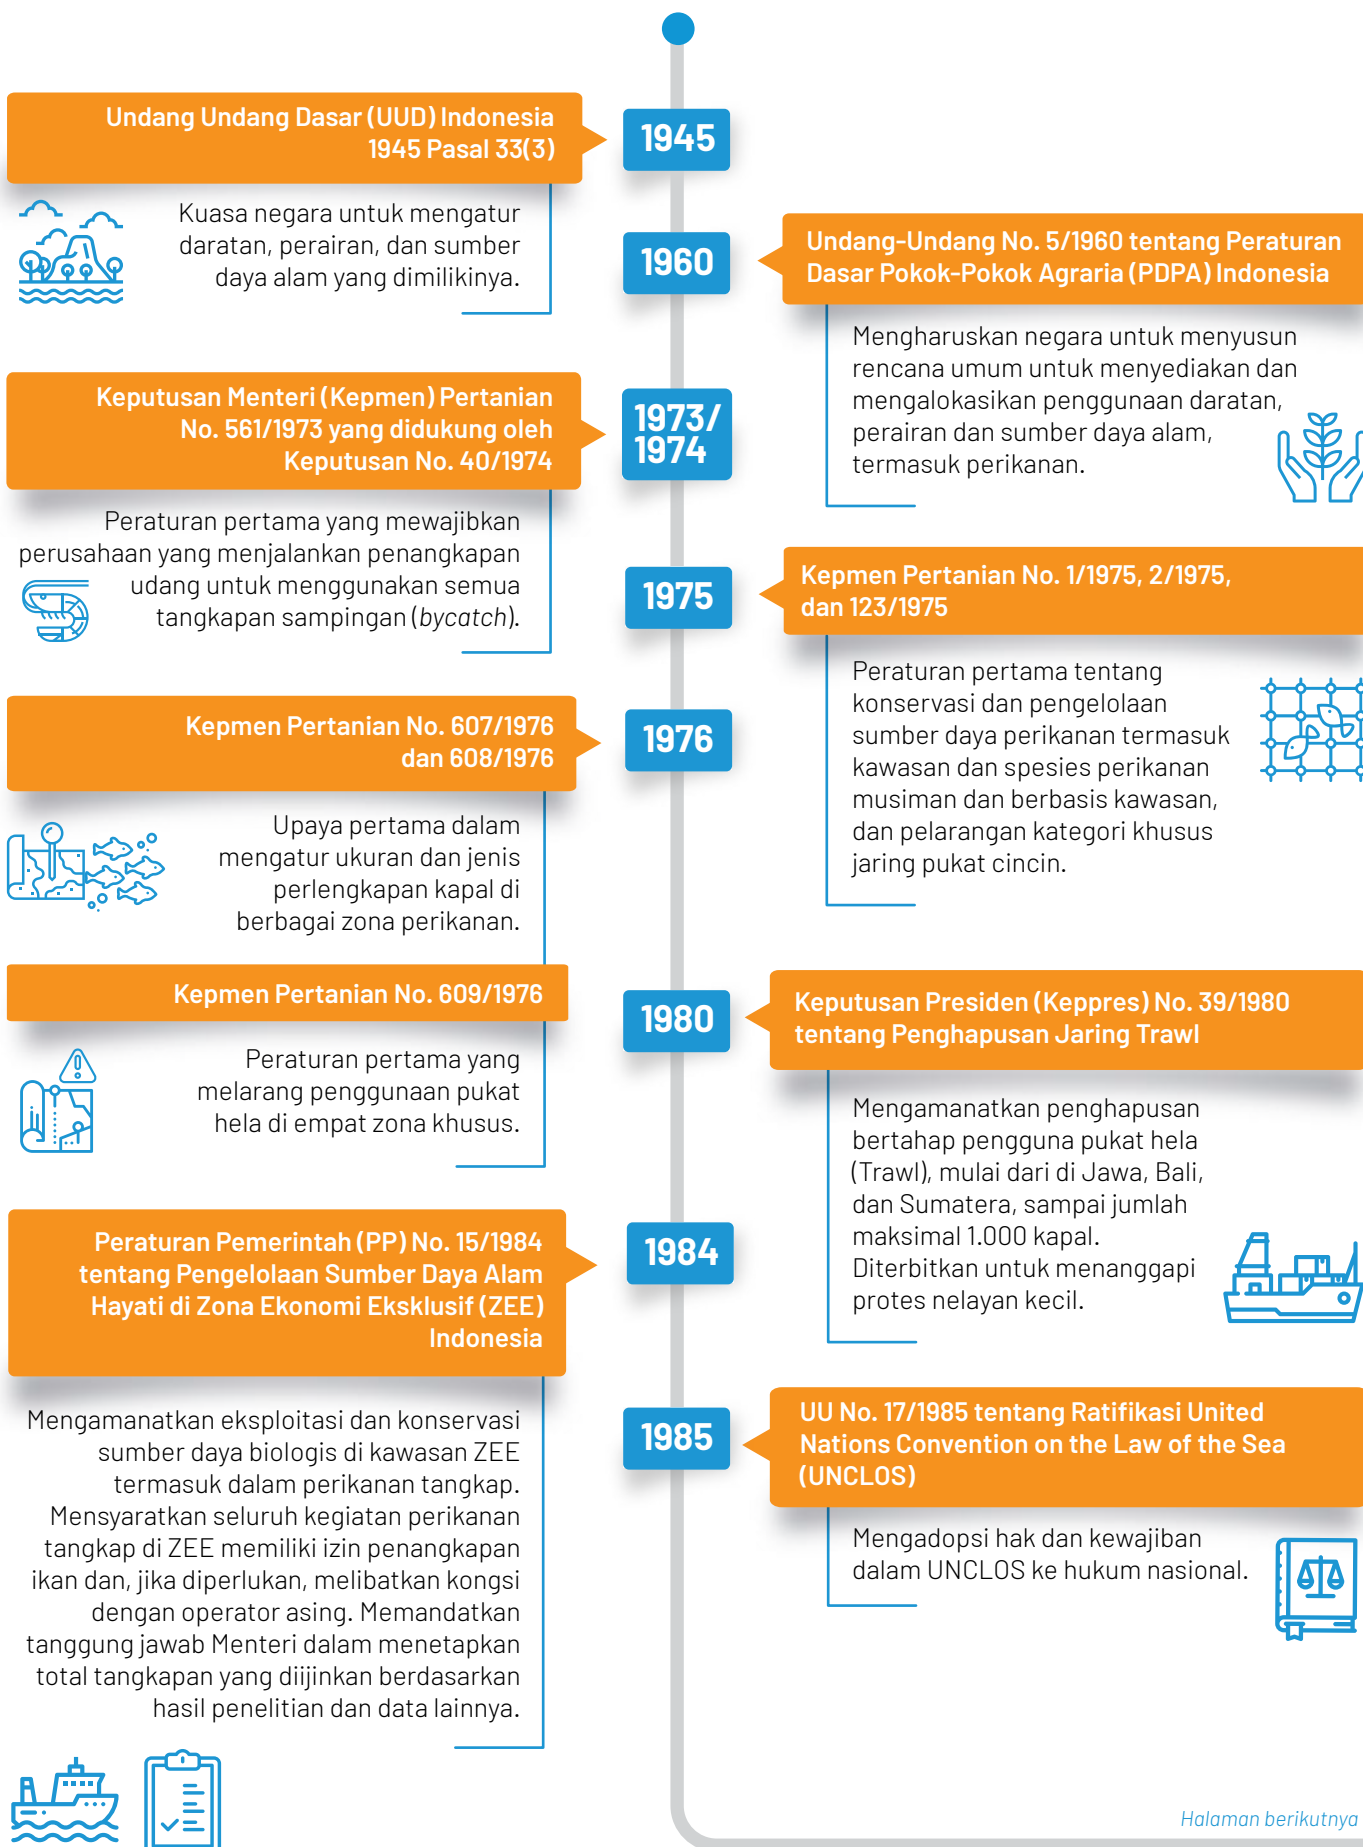 1945
Undang Undang Dasar (UUD) Indonesia
1945 Pasal 33(3)
Kuasa negara untuk mengatur
daratan, perairan, dan sumber
daya alam yang dimilikinya.
1960
Undang-Undang No. 5/1960 tentang Peraturan
Dasar Pokok-Pokok Agraria (PDPA) Indonesia
Mengharuskan negara untuk menyusun
rencana umum untuk menyediakan dan
mengalokasikan penggunaan daratan,
perairan dan sumber daya alam,
termasuk perikanan.
1973/
1974
Keputusan Menteri (Kepmen) Pertanian
No. 561/1973 yang didukung oleh
Keputusan No. 40/1974
Peraturan pertama yang mewajibkan
perusahaan yang menjalankan penangkapan
udang untuk menggunakan semua
tangkapan sampingan (bycatch).
1975
Kepmen Pertanian No. 1/1975, 2/1975,
dan 123/1975
Peraturan pertama tentang
konservasi dan pengelolaan
sumber daya perikanan termasuk
kawasan dan spesies perikanan
musiman dan berbasis kawasan,
dan pelarangan kategori khusus
jaring pukat cincin.
1976
Kepmen Pertanian No. 607/1976
dan 608/1976
Upaya pertama dalam
mengatur ukuran dan jenis
perlengkapan kapal di
berbagai zona perikanan.
Kepmen Pertanian No. 609/1976
Peraturan pertama yang
melarang penggunaan pukat
hela di empat zona khusus.
1980
Keputusan Presiden (Keppres) No. 39/1980
tentang Penghapusan Jaring Trawl
Mengamanatkan penghapusan
bertahap pengguna pukat hela
(Trawl), mulai dari di Jawa, Bali,
dan Sumatera, sampai jumlah
maksimal 1.000 kapal.
Diterbitkan untuk menanggapi
protes nelayan kecil.
1984
Peraturan Pemerintah (PP) No. 15/1984
tentang Pengelolaan Sumber Daya Alam
Hayati di Zona Ekonomi Eksklusif (ZEE)
Indonesia
Mengamanatkan eksploitasi dan konservasi
sumber daya biologis di kawasan ZEE
termasuk dalam perikanan tangkap.
Mensyaratkan seluruh kegiatan perikanan
tangkap di ZEE memiliki izin penangkapan
ikan dan, jika diperlukan, melibatkan kongsi
dengan operator asing. Memandatkan
tanggung jawab Menteri dalam menetapkan
total tangkapan yang diijinkan berdasarkan
hasil penelitian dan data lainnya.
1985
UU No. 17/1985 tentang Ratifikasi United
Nations Convention on the Law of the Sea
(UNCLOS)
Mengadopsi hak dan kewajiban
dalam UNCLOS ke hukum nasional.
Halaman berikutnya